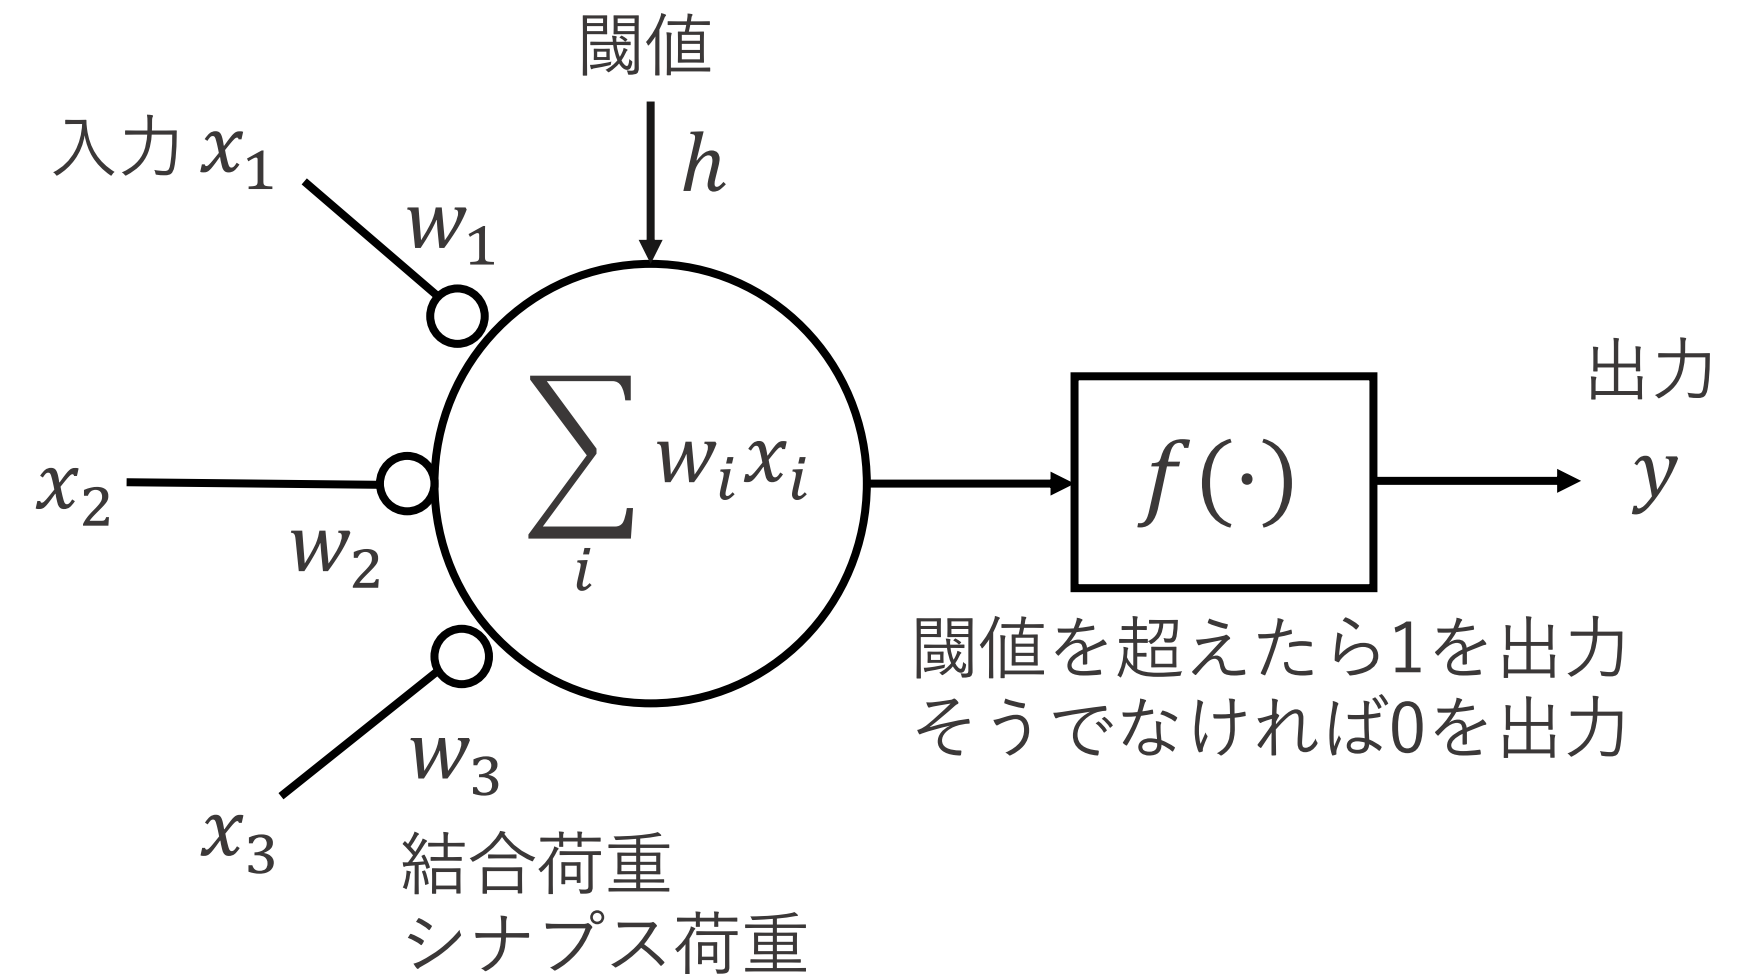 閾値
h
入力 x₁
w₁
x₂
w₂
∑ᵢ wᵢxᵢ
f(·)
出力
y
閾値を超えたら1を出力
そうでなければ0を出力
w₃
x₃
結合荷重
シナプス荷重